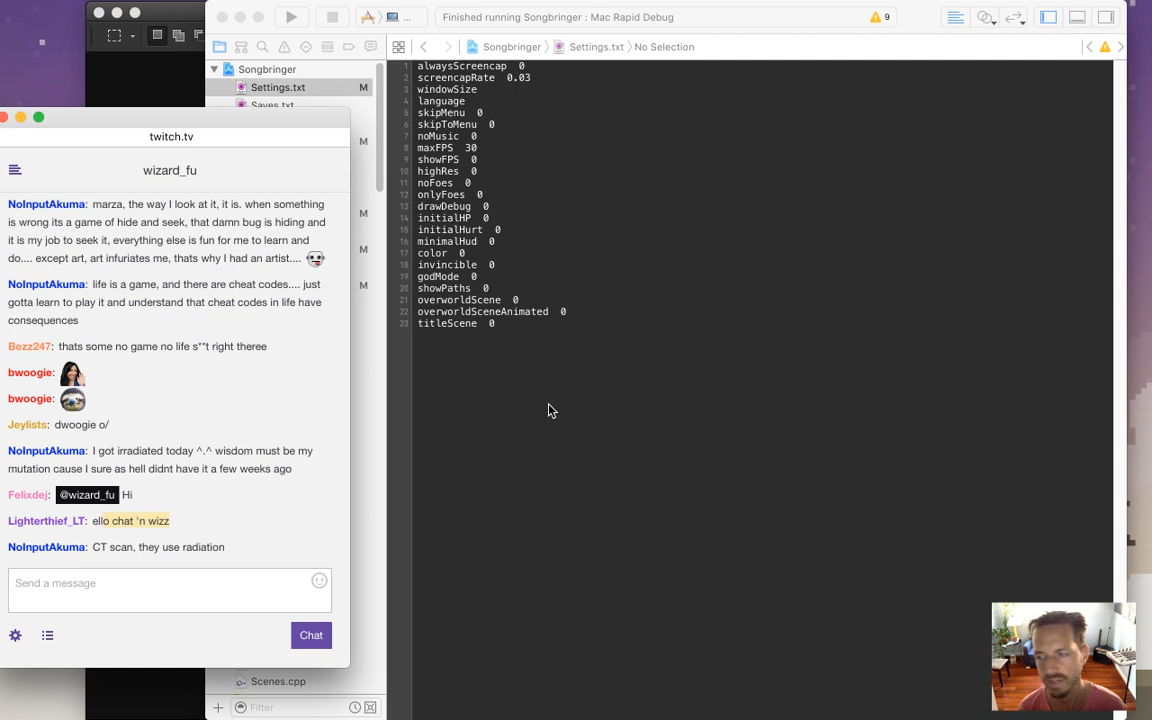 Finished running Songbringer : Mac Rapid Debug
9
Songbringer
Settings.txt
M
Saves.txt
M
M
M
M
Scenes.cpp
Filter
Songbringer
Settings.txt
No Selection
1 alwaysScreencap 0
2 screencapRate 0.03
3 windowSize
4 language
5 skipMenu 0
6 skipToMenu 0
7 noMusic 0
8 maxFPS 30
9 showFPS 0
10 highRes 0
11 noFoes 0
12 onlyFoes 0
13 drawDebug 0
14 initialHP 0
15 initialHurt 0
16 minimalHud 0
17 color 0
18 invincible 0
19 godMode 0
20 showPaths 0
21 overworldScene 0
22 overworldSceneAnimated 0
23 titleScene 0
twitch.tv
wizard_fu
NoInputAkuma: marza, the way I look at it, it is. when something
is wrong its a game of hide and seek, that damn bug is hiding and
it is my job to seek it, everything else is fun for me to learn and
do.... except art, art infuriates me, thats why I had an artist....
NoInputAkuma: life is a game, and there are cheat codes.... just
gotta learn to play it and understand that cheat codes in life have
consequences
Bezz247: thats some no game no life s**t right theree
bwoogie:
bwoogie:
Jeylists: dwoogie o/
NoInputAkuma: I got irradiated today ^.^ wisdom must be my
mutation cause I sure as hell didnt have it a few weeks ago
Felixdej: @wizard_fu Hi
Lighterthief_LT: ello chat 'n wizz
NoInputAkuma: CT scan, they use radiation
Send a message
Chat